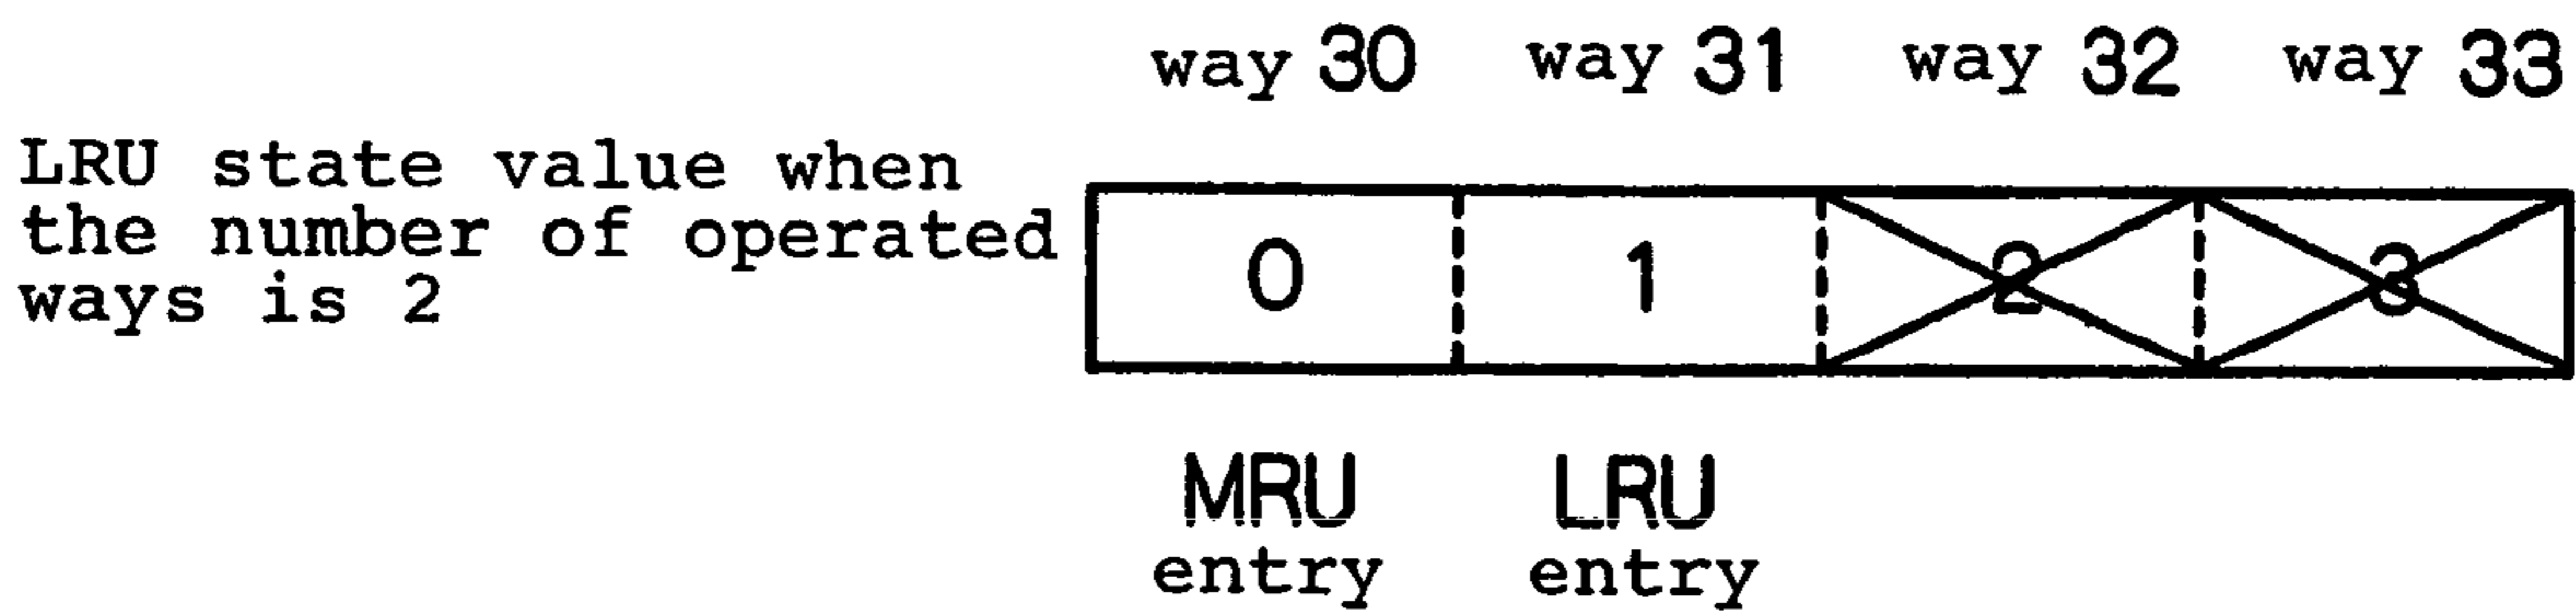 way 30 way 31 way 32 way 33
LRU state value when
the number of operated
ways is 2
0 1 2 3
MRU LRU
entry entry